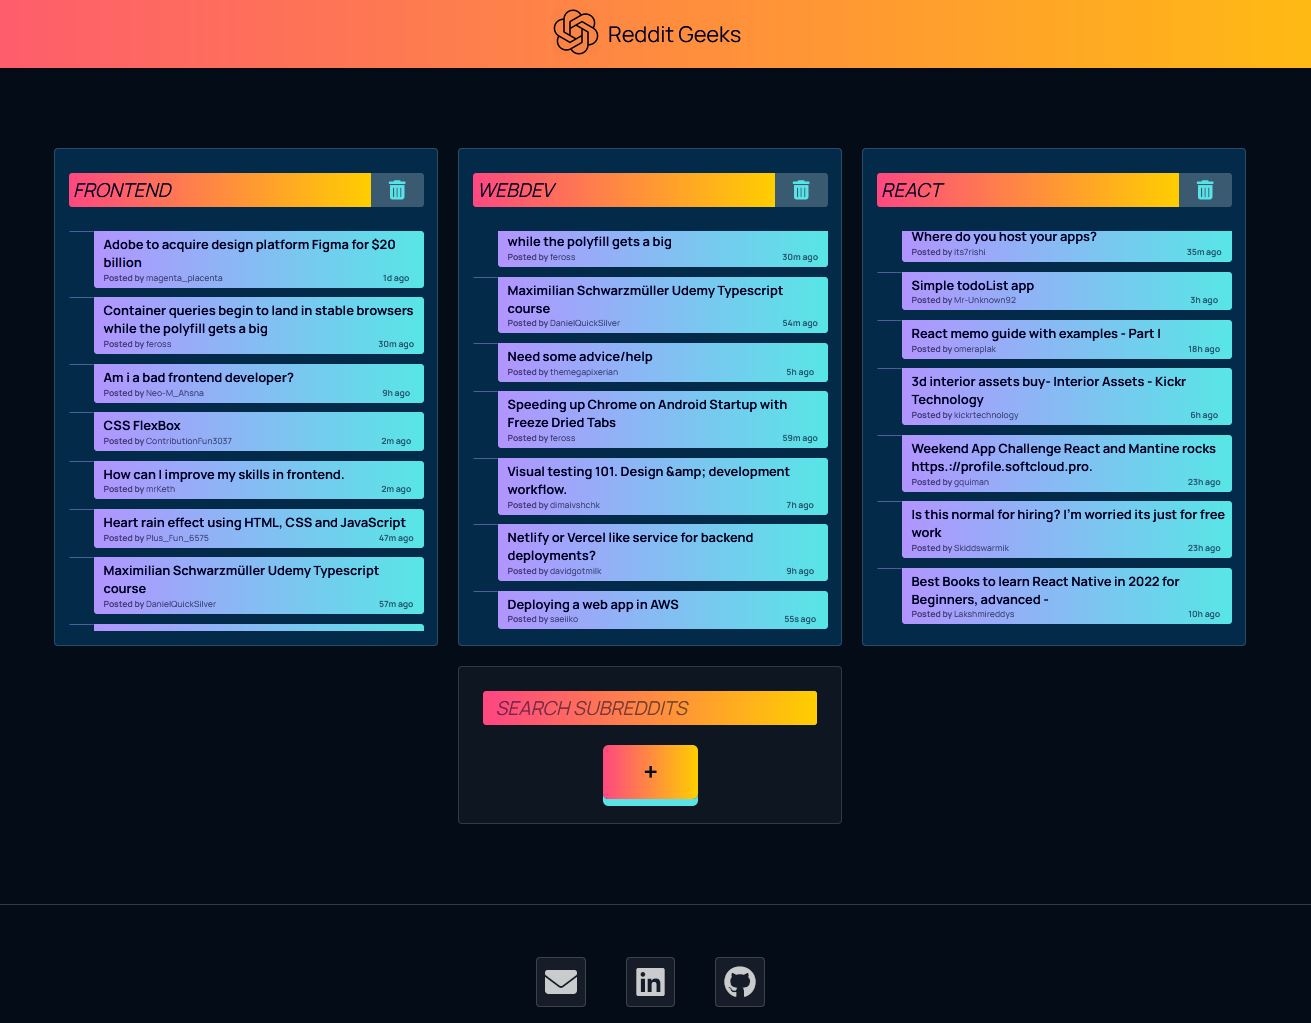 Reddit Geeks
FRONTEND
Adobe to acquire design platform Figma for $20
billion
Posted by magenta_placenta 1d ago
Container queries begin to land in stable browsers
while the polyfill gets a big
Posted by feross 30m ago
Am i a bad frontend developer?
Posted by Neo-M_Ahsna 9h ago
CSS FlexBox
Posted by ContributionFun3037 2m ago
How can I improve my skills in frontend.
Posted by mrKeth 2m ago
Heart rain effect using HTML, CSS and JavaScript
Posted by Plus_Fun_6575 47m ago
Maximilian Schwarzmüller Udemy Typescript
course
Posted by DanielQuickSilver 57m ago
WEBDEV
while the polyfill gets a big
Posted by feross 30m ago
Maximilian Schwarzmüller Udemy Typescript
course
Posted by DanielQuickSilver 54m ago
Need some advice/help
Posted by themegapixerian 5h ago
Speeding up Chrome on Android Startup with
Freeze Dried Tabs
Posted by feross 59m ago
Visual testing 101. Design &amp; development
workflow.
Posted by dimaivshchk 7h ago
Netlify or Vercel like service for backend
deployments?
Posted by davidgotmilk 9h ago
Deploying a web app in AWS
Posted by saeliko 55s ago
REACT
Where do you host your apps?
Posted by its7rishi 35m ago
Simple todoList app
Posted by Mr-Unknown92 3h ago
React memo guide with examples - Part I
Posted by omeraplak 18h ago
3d interior assets buy- Interior Assets - Kickr
Technology
Posted by kickrtechnology 6h ago
Weekend App Challenge React and Mantine rocks
https.://profile.softcloud.pro.
Posted by gquiman 23h ago
Is this normal for hiring? I'm worried its just for free
work
Posted by Skiddswarmik 23h ago
Best Books to learn React Native in 2022 for
Beginners, advanced -
Posted by Lakshmireddys 10h ago
SEARCH SUBREDDITS
+